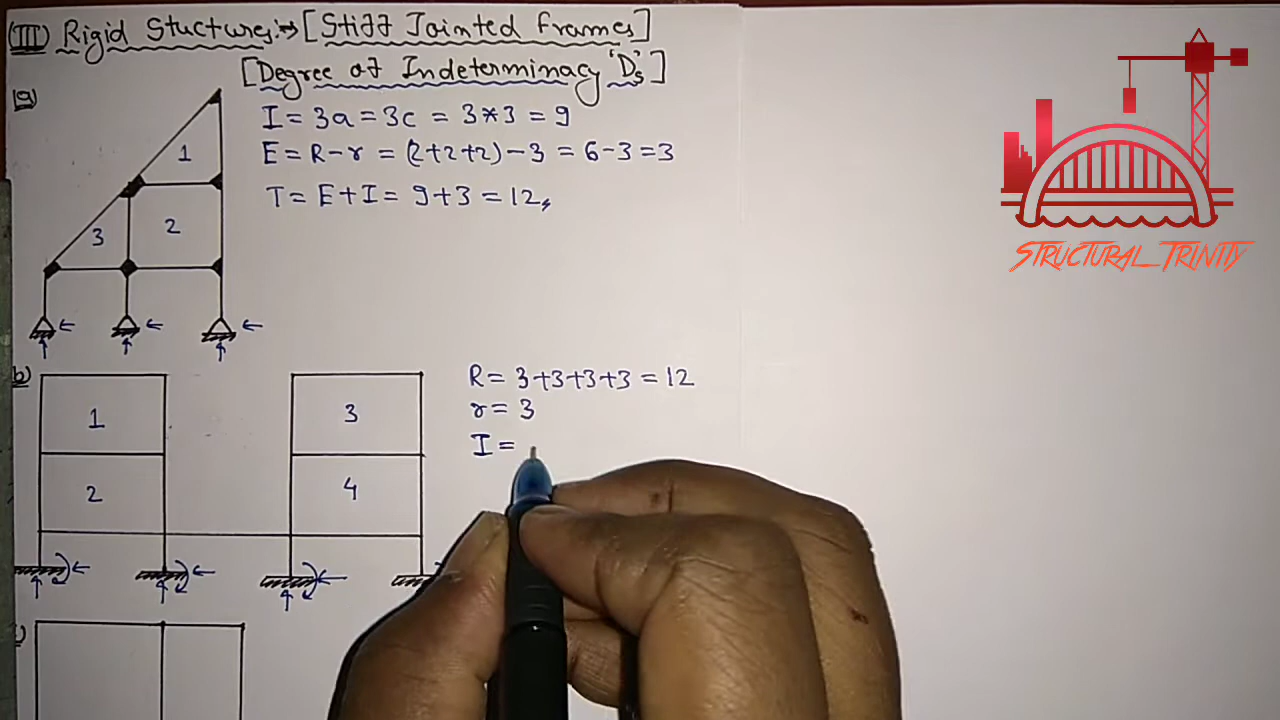 (III) Rigid Stuctures:→ [Stiff Jointed frames]
[Degree of Indeterminacy 'Ds']
a)
I = 3a = 3c = 3*3 = 9
E = R-r = (2+2+2)-3 = 6-3 = 3
T = E+I = 9+3 = 12,
1
2
3
STRUCTURAL_TRINITY
b)
R = 3+3+3+3 = 12
r = 3
I =
1
3
2
4